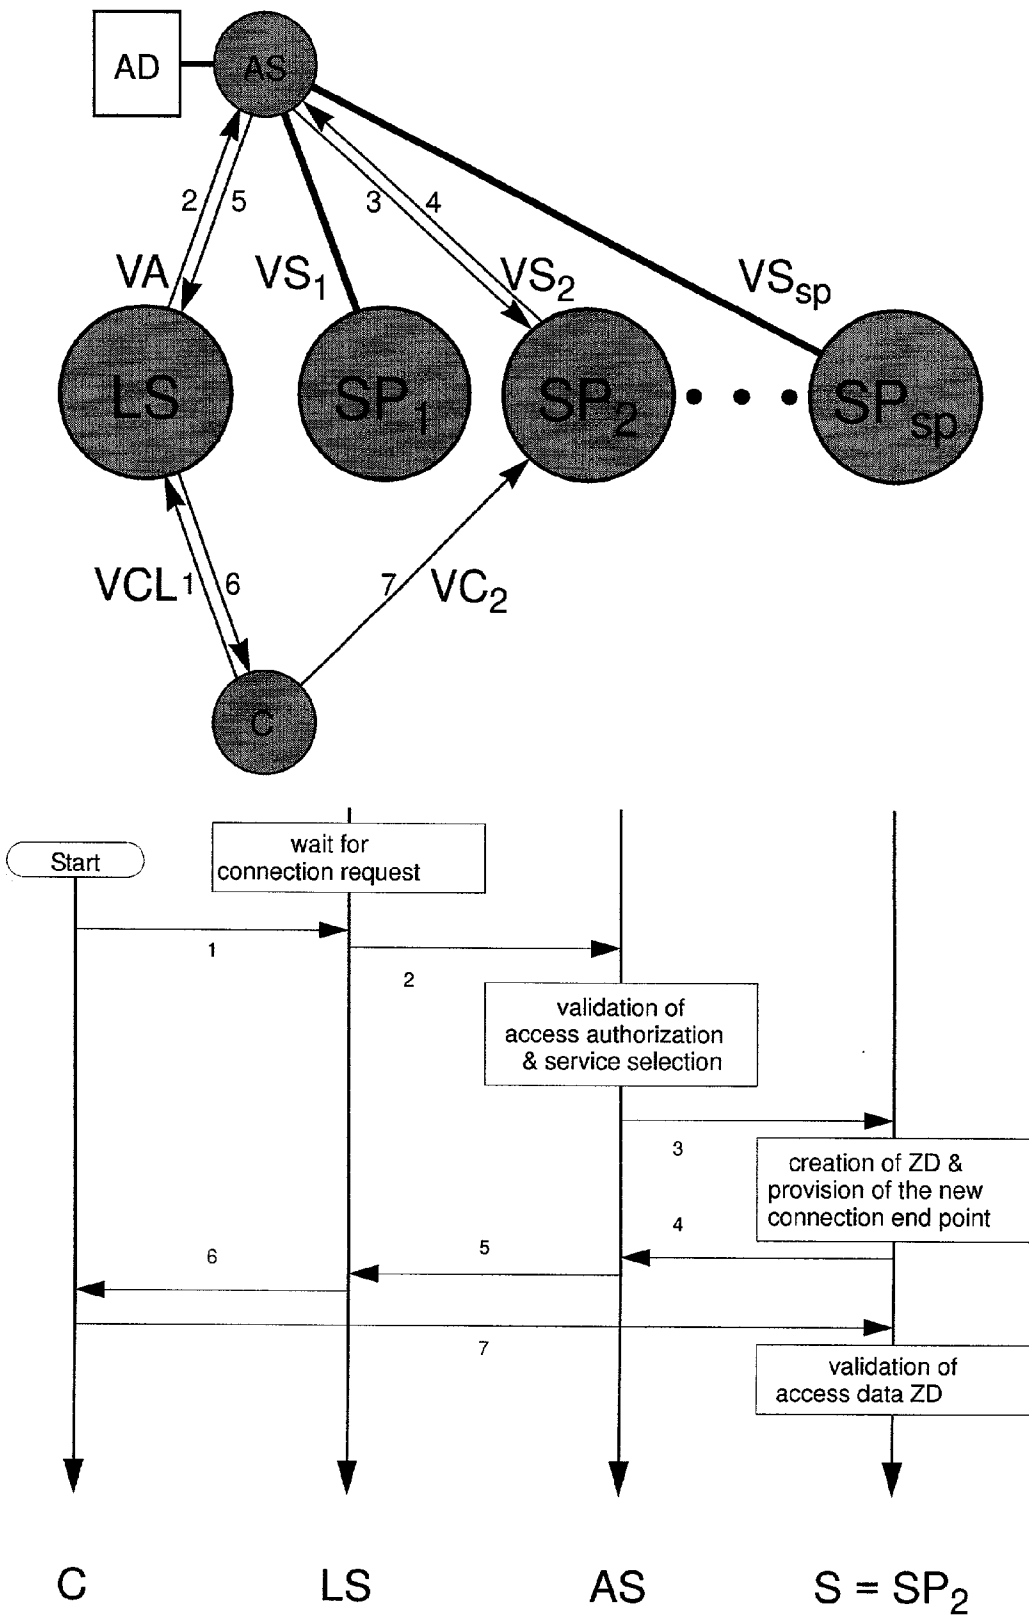 AD
AS
2
5
3
4
VA
VS1
VS2
VSsp
LS
SP1
SP2
SPsp
VCL
1
6
7
VC2
C
Start
wait for
connection request
1
2
validation of
access authorization
& service selection
3
creation of ZD &
provision of the new
connection end point
4
5
6
7
validation of
access data ZD
C
LS
AS
S = SP2